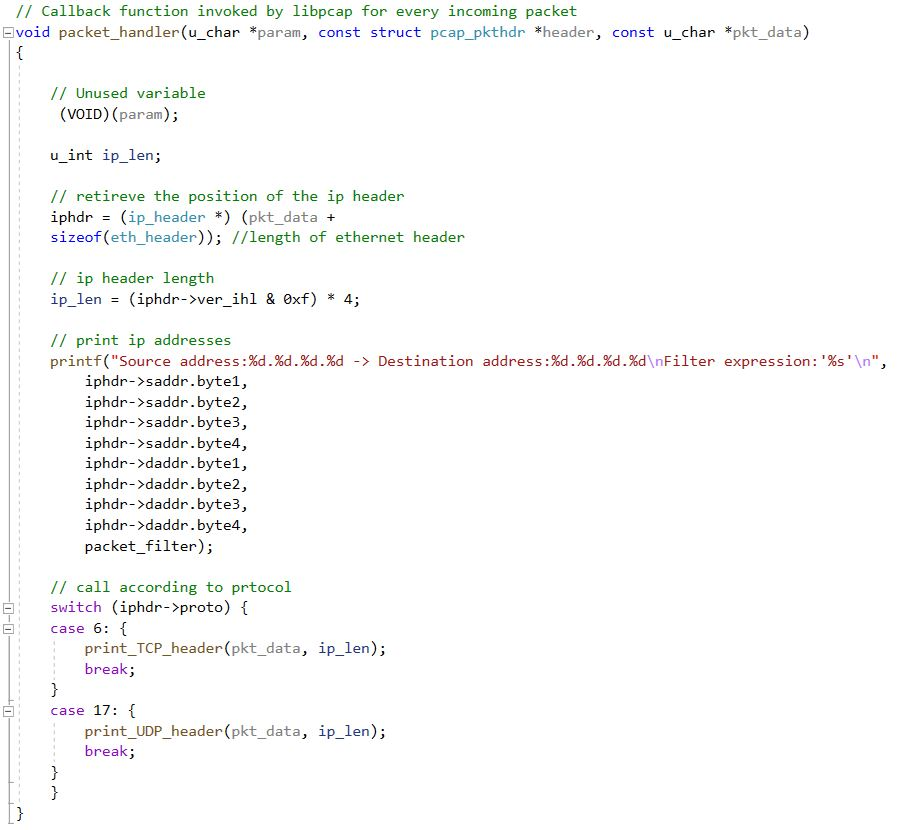 // Callback function invoked by libpcap for every incoming packet
void packet_handler(u_char *param, const struct pcap_pkthdr *header, const u_char *pkt_data)
{
// Unused variable
(VOID)(param);
u_int ip_len;
// retireve the position of the ip header
iphdr = (ip_header *) (pkt_data +
sizeof(eth_header)); //length of ethernet header
// ip header length
ip_len = (iphdr->ver_ihl & 0xf) * 4;
// print ip addresses
printf("Source address:%d.%d.%d.%d -> Destination address:%d.%d.%d.%d\nFilter expression:'%s'\n",
iphdr->saddr.byte1,
iphdr->saddr.byte2,
iphdr->saddr.byte3,
iphdr->saddr.byte4,
iphdr->daddr.byte1,
iphdr->daddr.byte2,
iphdr->daddr.byte3,
iphdr->daddr.byte4,
packet_filter);
// call according to prtocol
switch (iphdr->proto) {
case 6: {
print_TCP_header(pkt_data, ip_len);
break;
}
case 17: {
print_UDP_header(pkt_data, ip_len);
break;
}
}
}